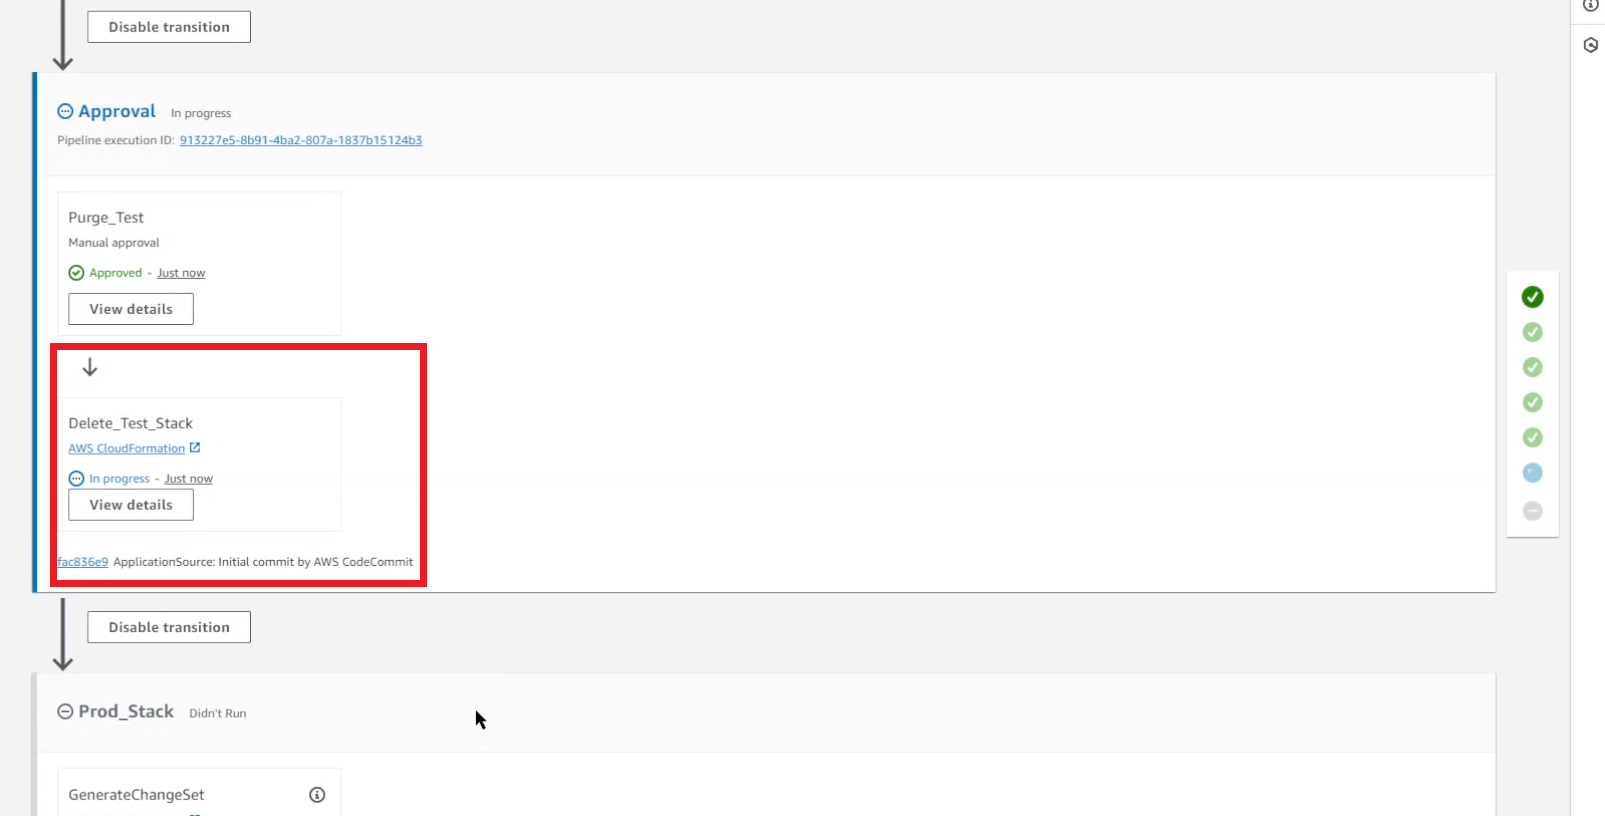 Disable transition
Approval In progress
Pipeline execution ID: 913227e5-8b91-4ba2-807a-1837b15124b3
Purge_Test
Manual approval
Approved - Just now
View details
Delete_Test_Stack
AWS CloudFormation
In progress - Just now
View details
fac836e9 ApplicationSource: Initial commit by AWS CodeCommit
Disable transition
Prod_Stack Didn't Run
GenerateChangeSet